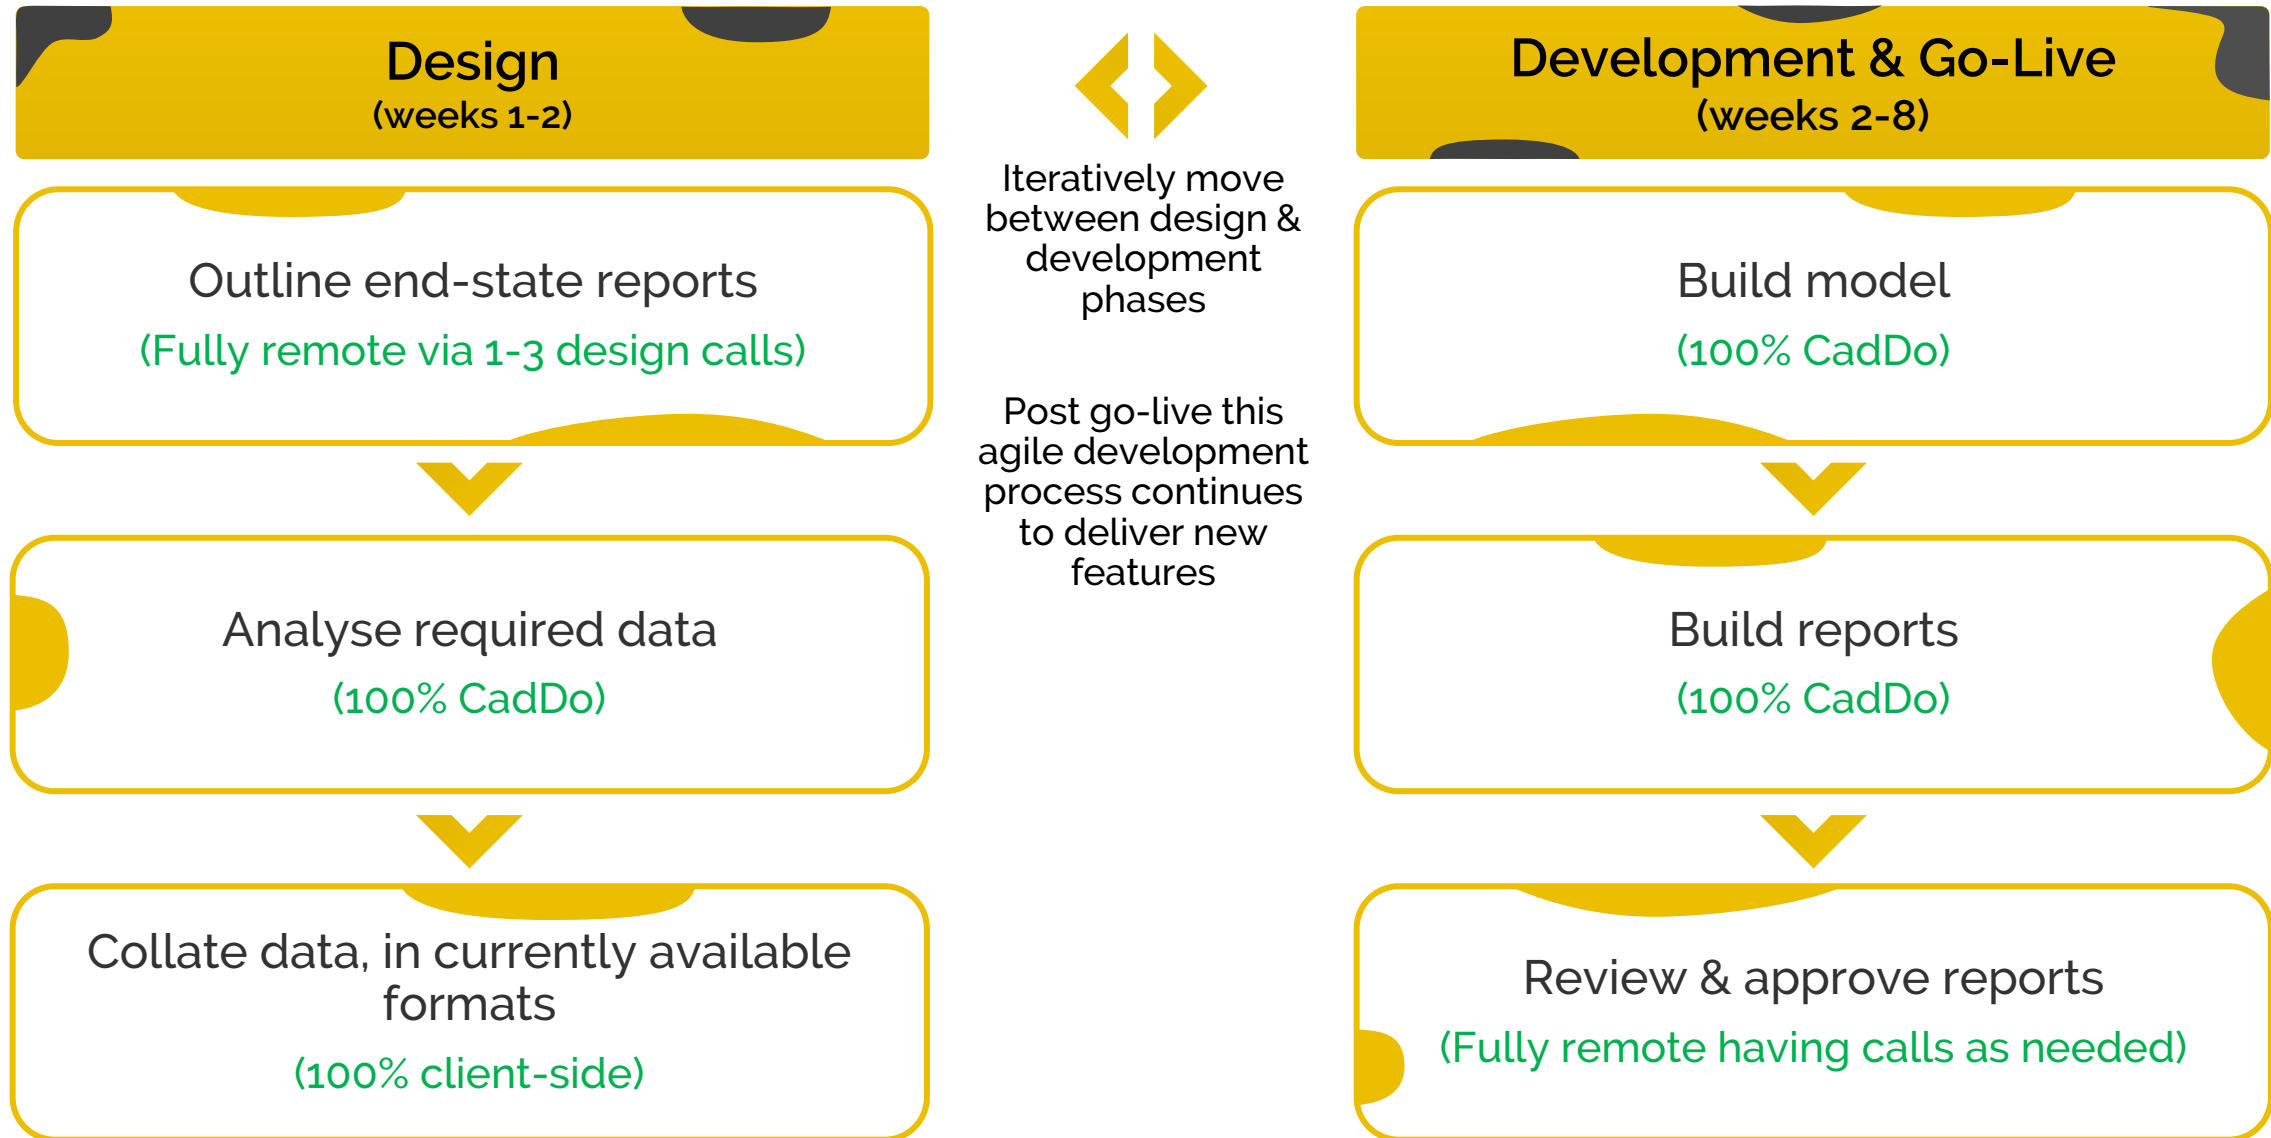 Design
(weeks 1-2)
Outline end-state reports
(Fully remote via 1-3 design calls)
Analyse required data
(100% CadDo)
Collate data, in currently available
formats
(100% client-side)
Iteratively move
between design &
development
phases
Post go-live this
agile development
process continues
to deliver new
features
Development & Go-Live
(weeks 2-8)
Build model
(100% CadDo)
Build reports
(100% CadDo)
Review & approve reports
(Fully remote having calls as needed)